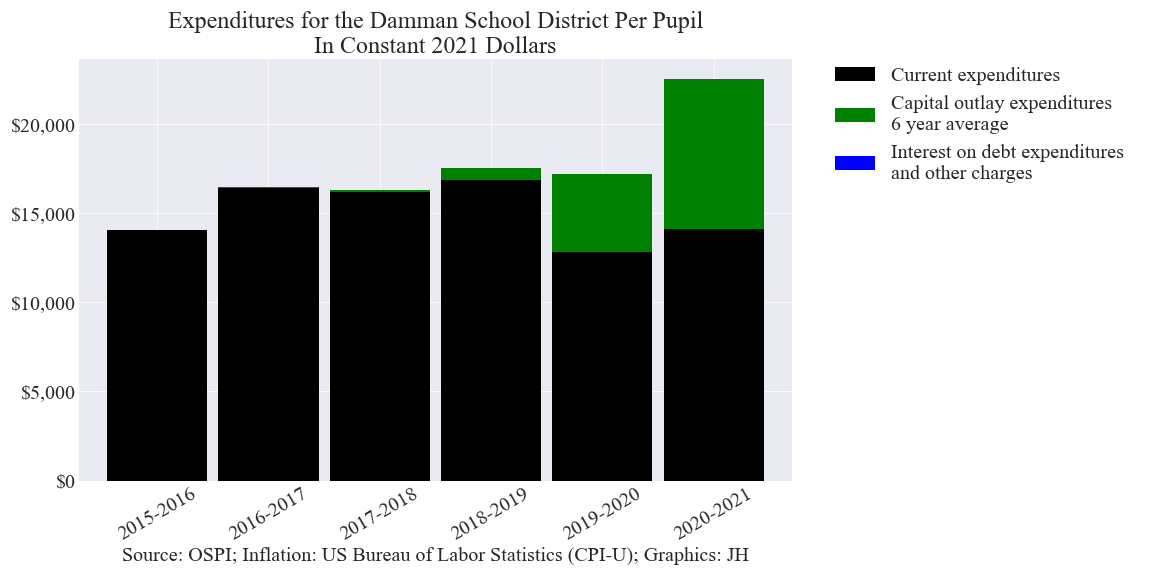 Expenditures for the Damman School District Per Pupil
In Constant 2021 Dollars
Current expenditures
Capital outlay expenditures
6 year average
Interest on debt expenditures
and other charges
$20,000
$15,000
$10,000
$5,000
$0
2015-2016
2016-2017
2017-2018
2018-2019
2019-2020
2020-2021
Source: OSPI; Inflation: US Bureau of Labor Statistics (CPI-U); Graphics: JH